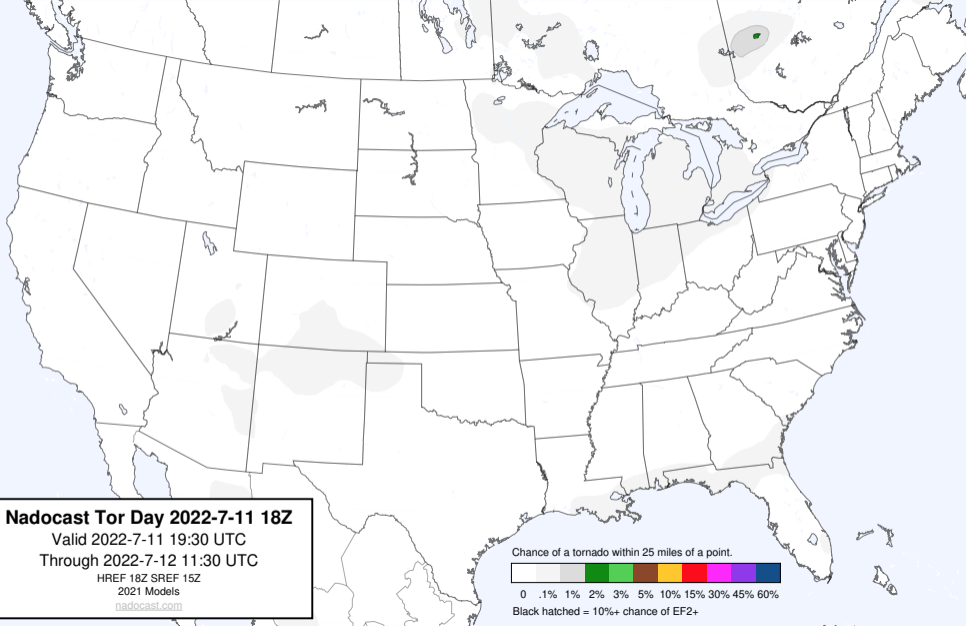 Nadocast Tor Day 2022-7-11 18Z
Valid 2022-7-11 19:30 UTC
Through 2022-7-12 11:30 UTC
HREF 18Z SREF 15Z
2021 Models
nadocast.com
Chance of a tornado within 25 miles of a point.
0 .1% 1% 2% 3% 5% 10% 15% 30% 45% 60%
Black hatched = 10%+ chance of EF2+